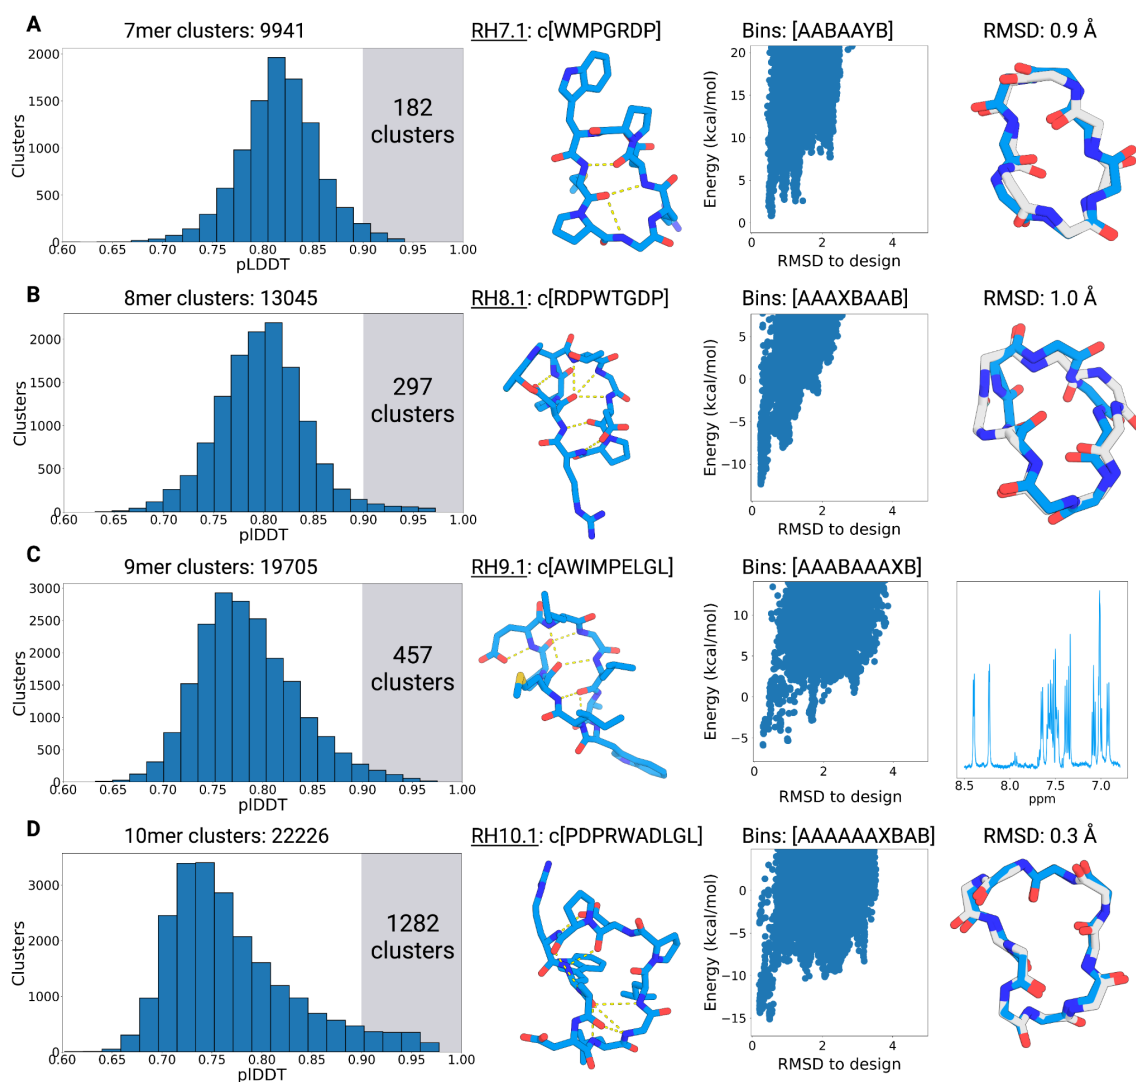 A
7mer clusters: 9941
RH7.1: c[WMPGRDP]
Bins: [AABAAYB]
RMSD: 0.9 Å
Clusters
2000
1500
1000
500
0
182
clusters
0.60 0.65 0.70 0.75 0.80 0.85 0.90 0.95 1.00
pLDDT
Energy (kcal/mol)
20
15
10
5
0
0 2 4
RMSD to design
B
8mer clusters: 13045
RH8.1: c[RDPWTGDP]
Bins: [AAAXBAAB]
RMSD: 1.0 Å
Clusters
2000
1500
1000
500
0
297
clusters
0.60 0.65 0.70 0.75 0.80 0.85 0.90 0.95 1.00
plDDT
Energy (kcal/mol)
5
0
−5
−10
0 2 4
RMSD to design
C
9mer clusters: 19705
RH9.1: c[AWIMPELGL]
Bins: [AAABAAAXB]
Clusters
3000
2500
2000
1500
1000
500
0
457
clusters
0.60 0.65 0.70 0.75 0.80 0.85 0.90 0.95 1.00
plDDT
Energy (kcal/mol)
10
5
0
−5
0 2 4
RMSD to design
8.5 8.0 7.5 7.0
ppm
D
10mer clusters: 22226
RH10.1: c[PDPRWADLGL]
Bins: [AAAAAAXBAB]
RMSD: 0.3 Å
Clusters
3000
2000
1000
0
1282
clusters
0.60 0.65 0.70 0.75 0.80 0.85 0.90 0.95 1.00
plDDT
Energy (kcal/mol)
0
−5
−10
−15
0 2 4
RMSD to design